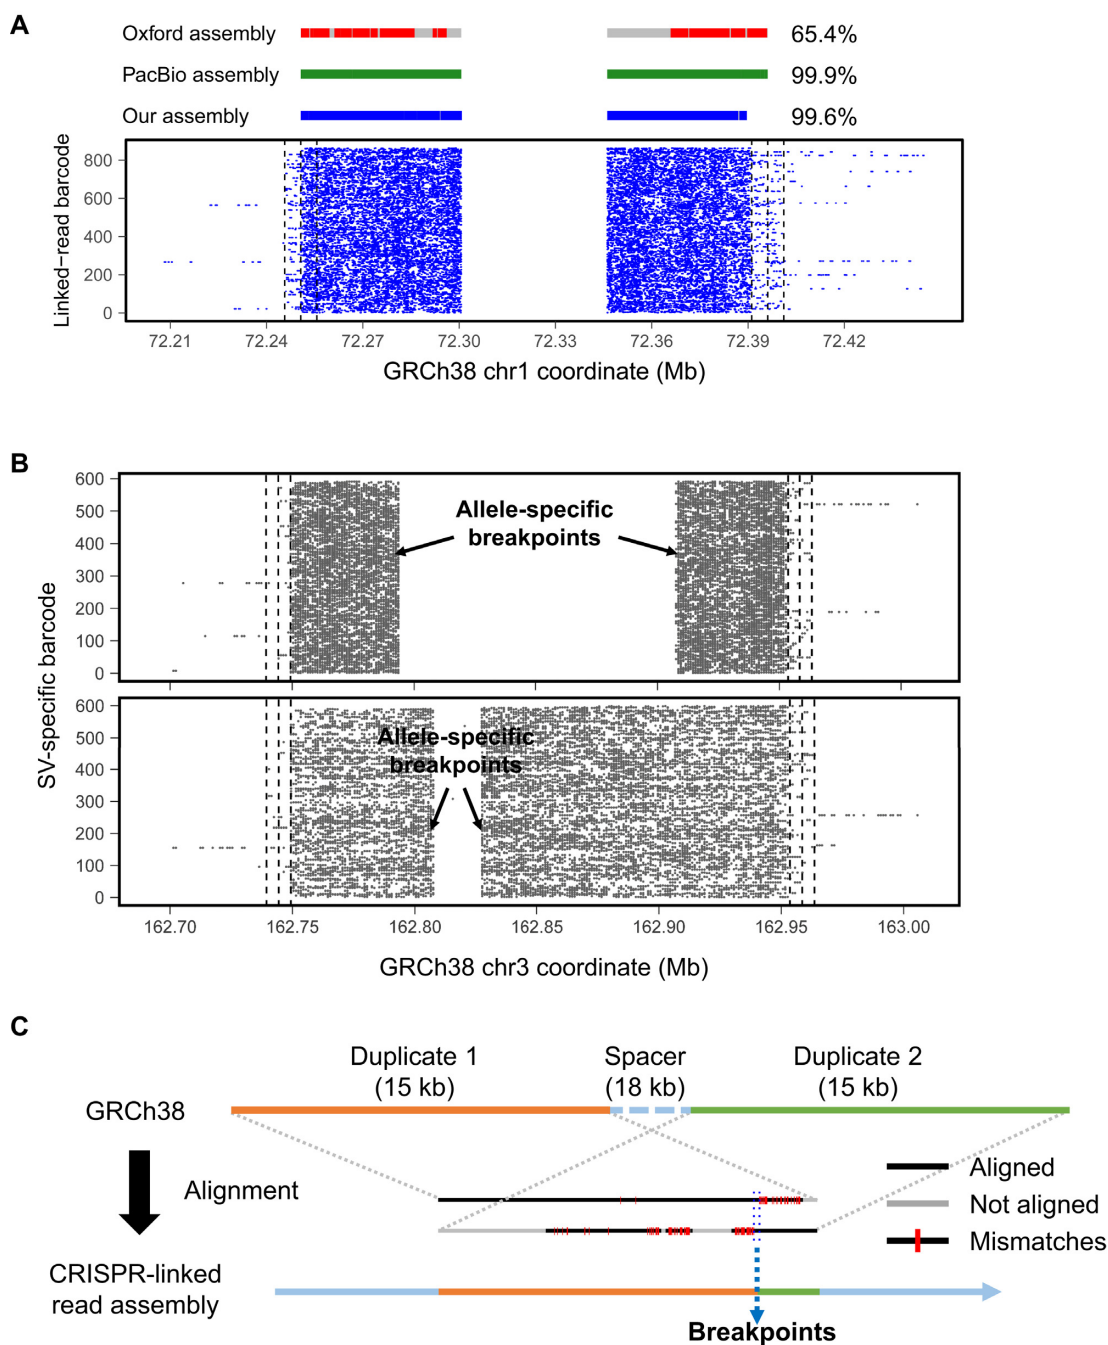 A
Oxford assembly
65.4%
PacBio assembly
99.9%
Our assembly
99.6%
Linked-read barcode
800
600
400
200
0
72.21 72.24 72.27 72.30 72.33 72.36 72.39 72.42
GRCh38 chr1 coordinate (Mb)
B
SV-specific barcode
600
500
400
300
200
100
0
Allele-specific
breakpoints
600
500
400
300
200
100
0
Allele-specific
breakpoints
162.70 162.75 162.80 162.85 162.90 162.95 163.00
GRCh38 chr3 coordinate (Mb)
C
Duplicate 1 Spacer Duplicate 2
(15 kb) (18 kb) (15 kb)
GRCh38
Alignment
Aligned
Not aligned
Mismatches
CRISPR-linked
read assembly
Breakpoints